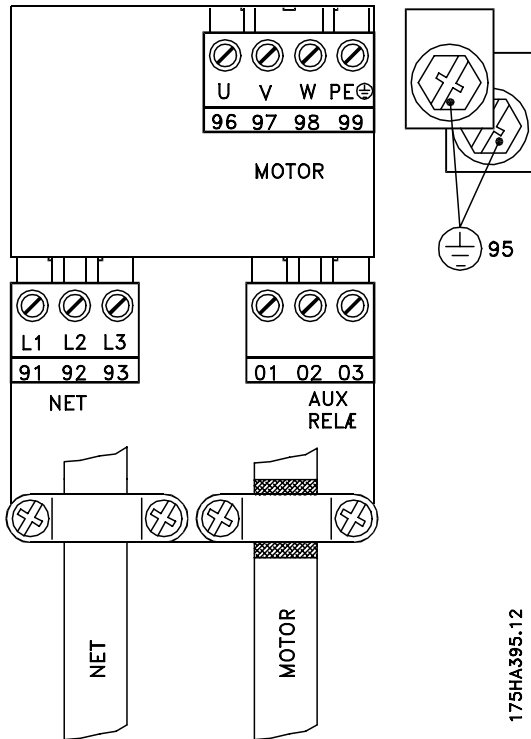 U V W PE
96 97 98 99
MOTOR
95
L1 L2 L3
91 92 93
NET
01 02 03
AUX
RELÆ
NET
MOTOR
175HA395.12